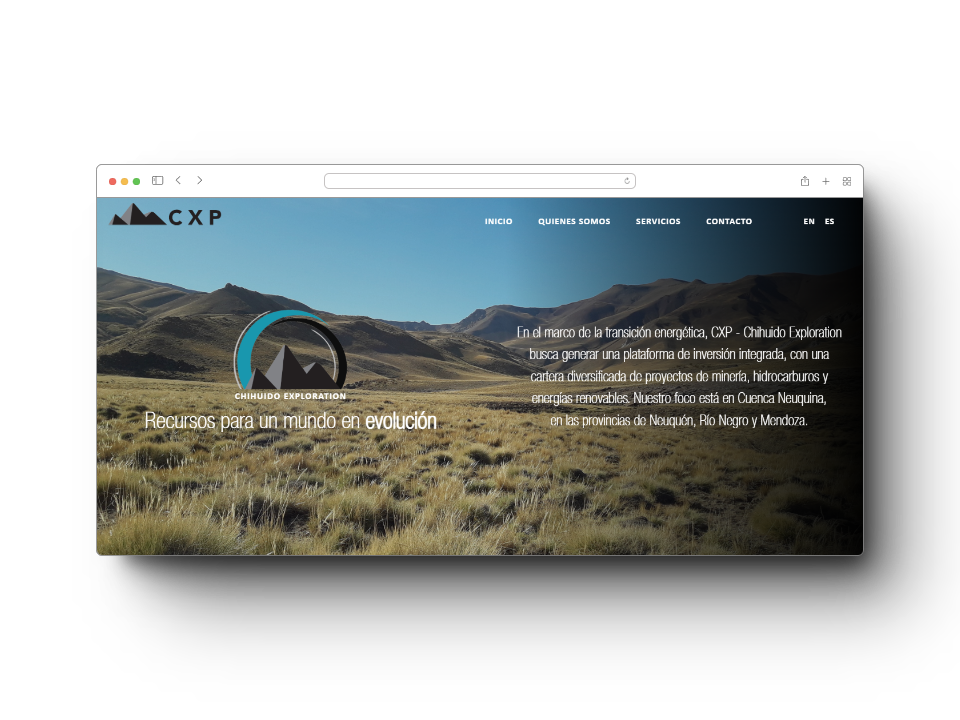 CXP
INICIO QUIENES SOMOS SERVICIOS CONTACTO EN ES
CHIHUIDO EXPLORATION
Recursos para un mundo en evolución
En el marco de la transición energética, CXP - Chihuido Exploration
busca generar una plataforma de inversión integrada, con una
cartera diversificada de proyectos de minería, hidrocarburos y
energías renovables. Nuestro foco está en Cuenca Neuquina,
en las provincias de Neuquén, Río Negro y Mendoza.